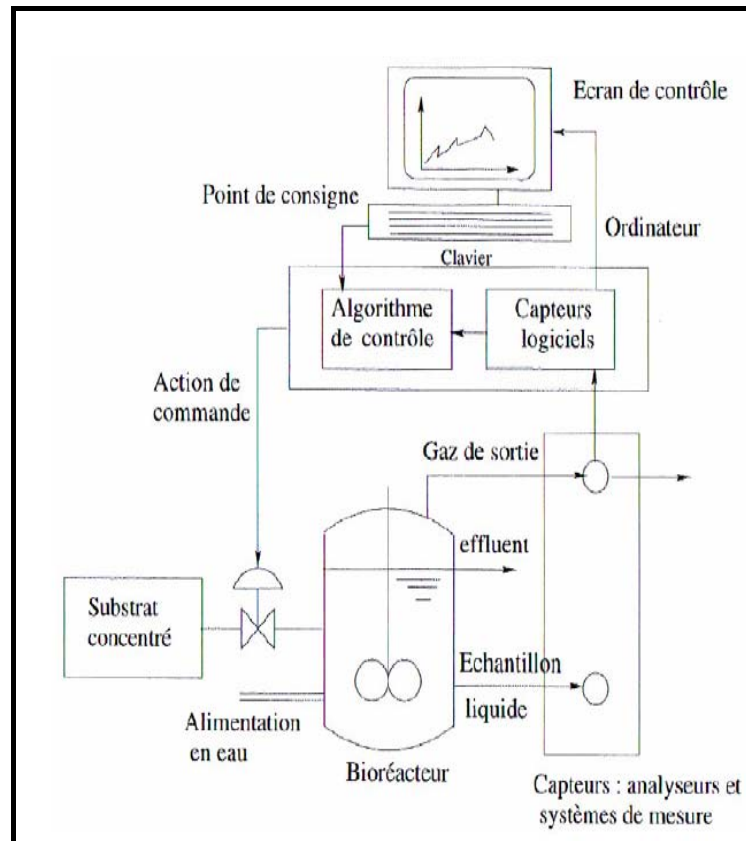 Ecran de contrôle
Point de consigne
Ordinateur
Clavier
Algorithme
de contrôle
Capteurs
logiciels
Action de
commande
Gaz de sortie
effluent
Substrat
concentré
Echantillon
liquide
Alimentation
en eau
Bioréacteur
Capteurs : analyseurs et
systèmes de mesure